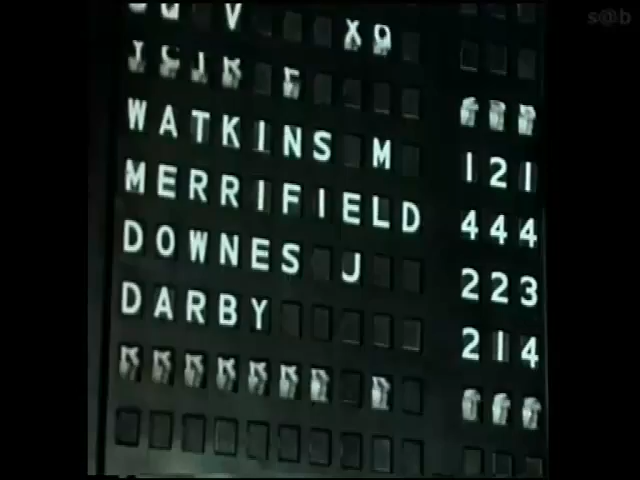 s@b
WATKINS M 121
MERRIFIELD 444
DOWNES J 223
DARBY 214